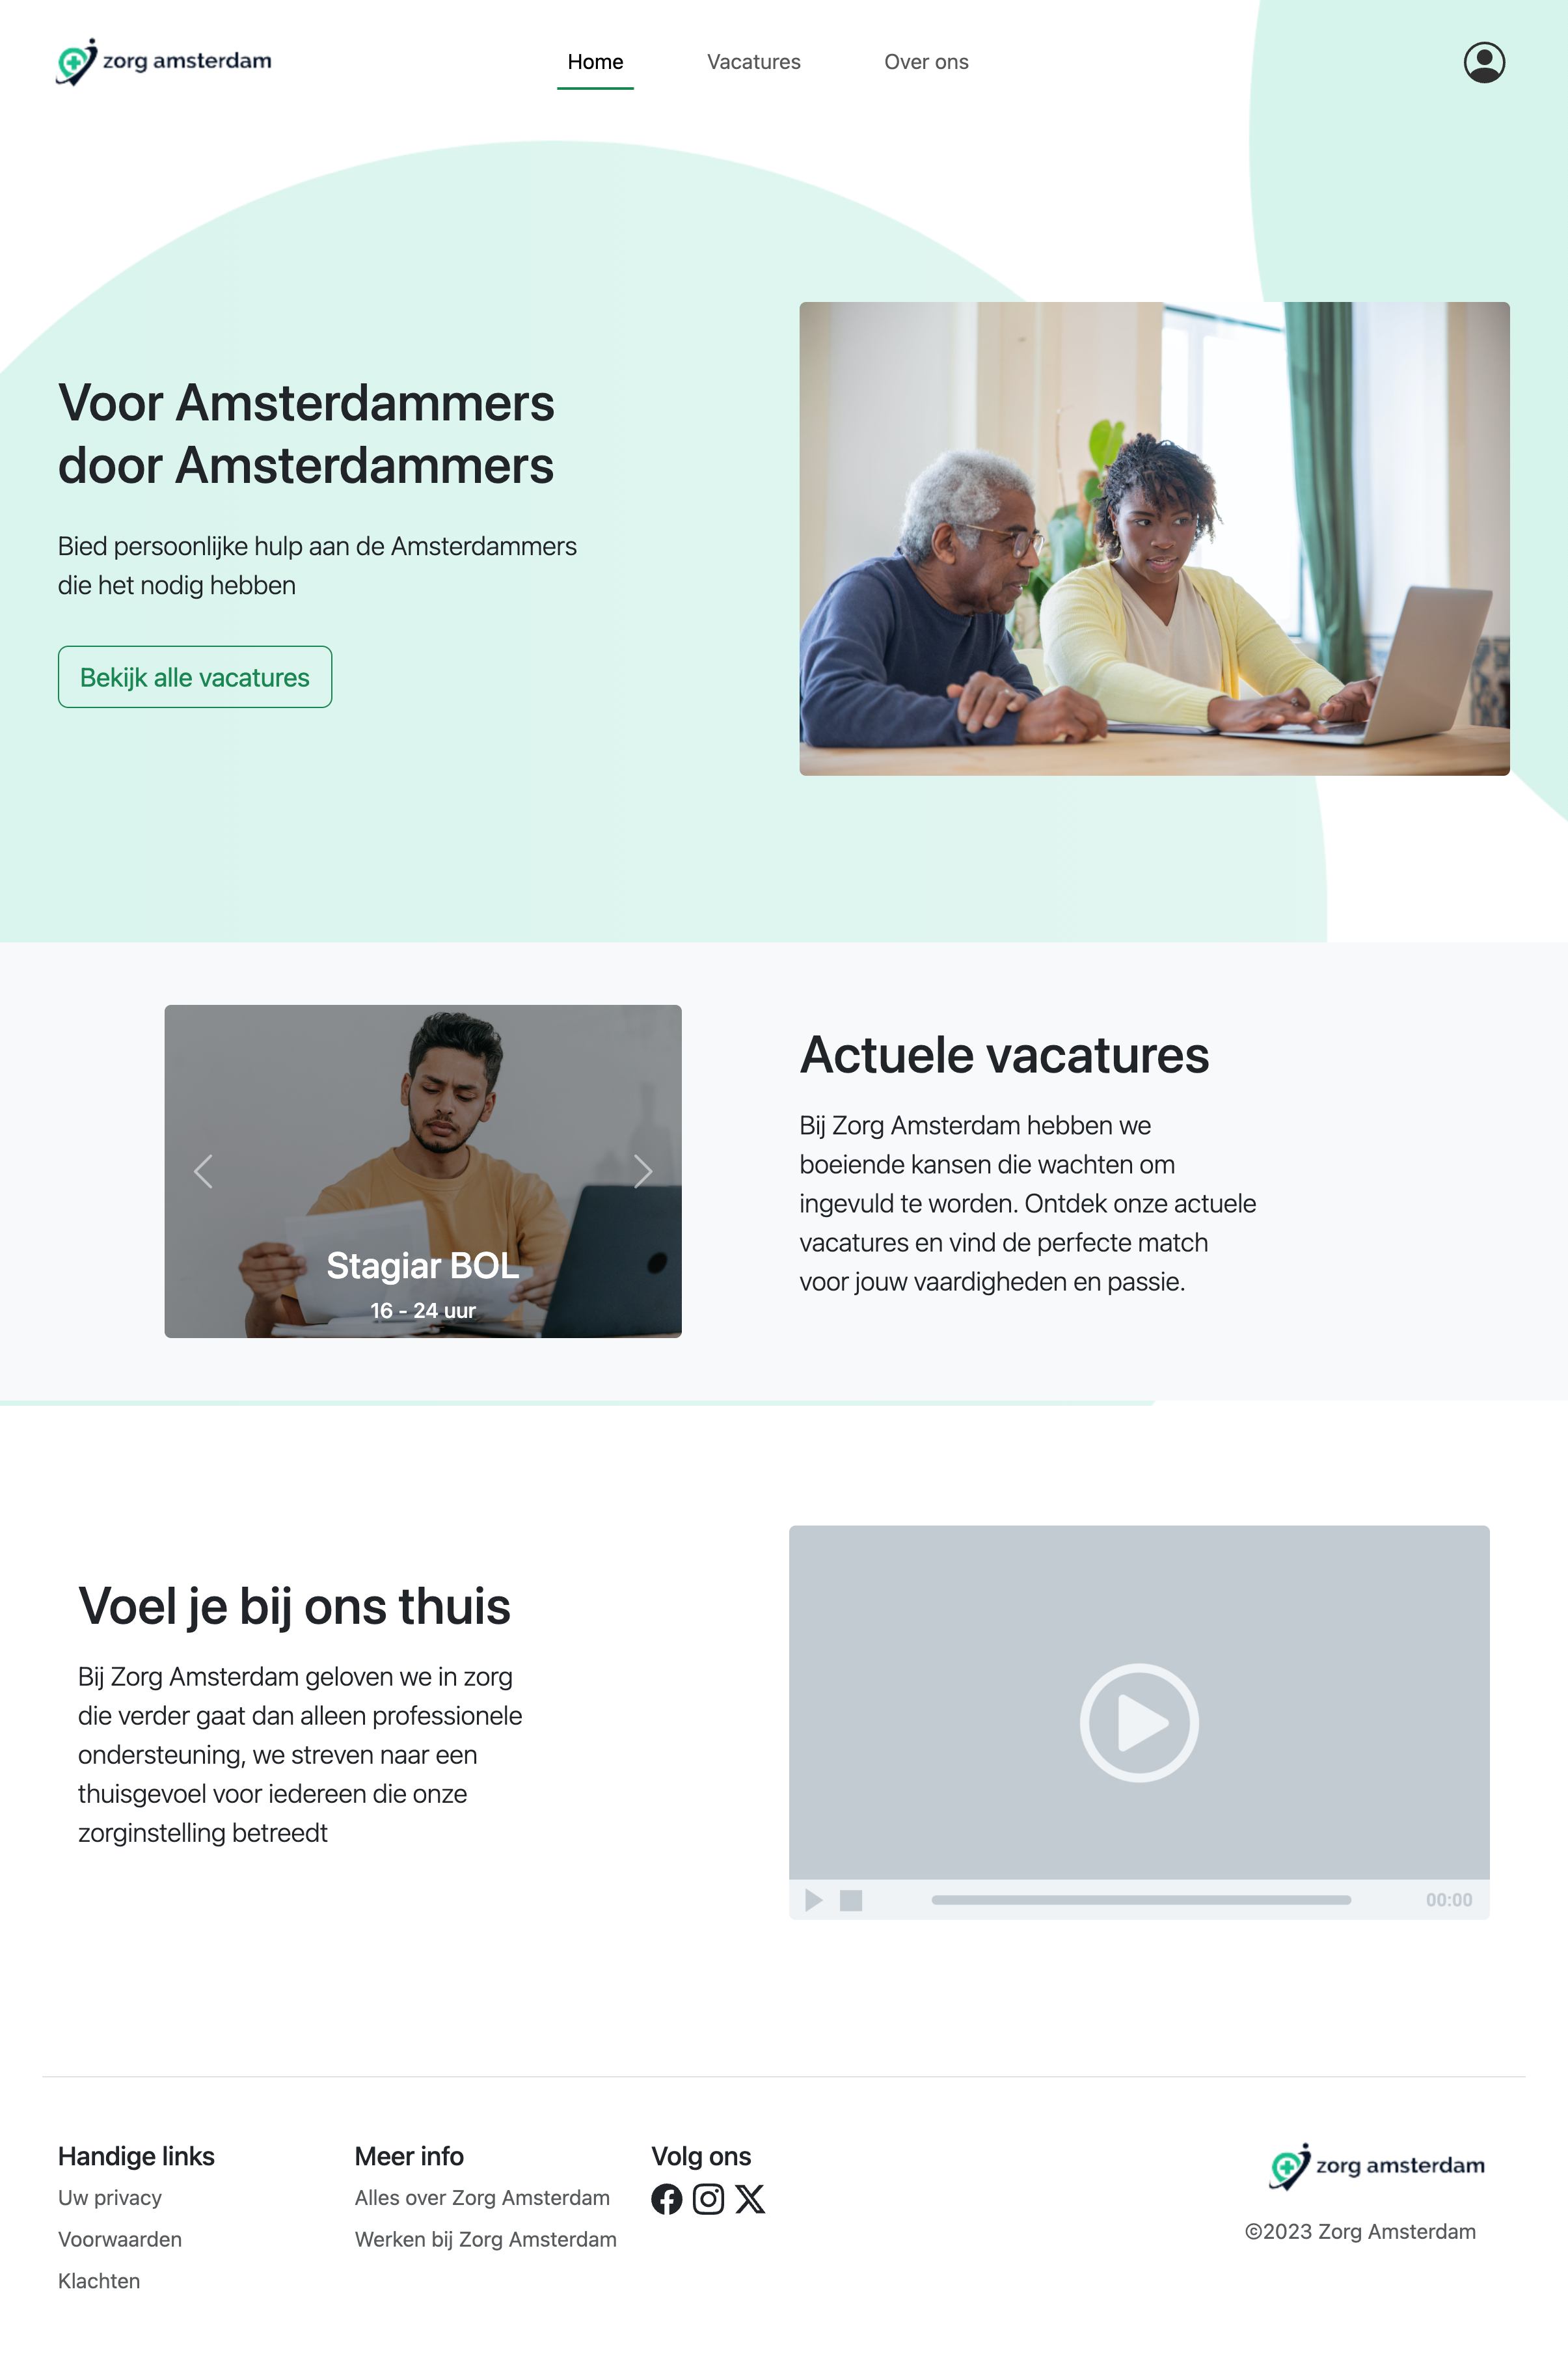 zorg amsterdam
Home
Vacatures
Over ons
Voor Amsterdammers
door Amsterdammers
Bied persoonlijke hulp aan de Amsterdammers
die het nodig hebben
Bekijk alle vacatures
Stagiar BOL
16 - 24 uur
Actuele vacatures
Bij Zorg Amsterdam hebben we
boeiende kansen die wachten om
ingevuld te worden. Ontdek onze actuele
vacatures en vind de perfecte match
voor jouw vaardigheden en passie.
Voel je bij ons thuis
Bij Zorg Amsterdam geloven we in zorg
die verder gaat dan alleen professionele
ondersteuning, we streven naar een
thuisgevoel voor iedereen die onze
zorginstelling betreedt
00:00
Handige links
Uw privacy
Voorwaarden
Klachten
Meer info
Alles over Zorg Amsterdam
Werken bij Zorg Amsterdam
Volg ons
zorg amsterdam
©2023 Zorg Amsterdam